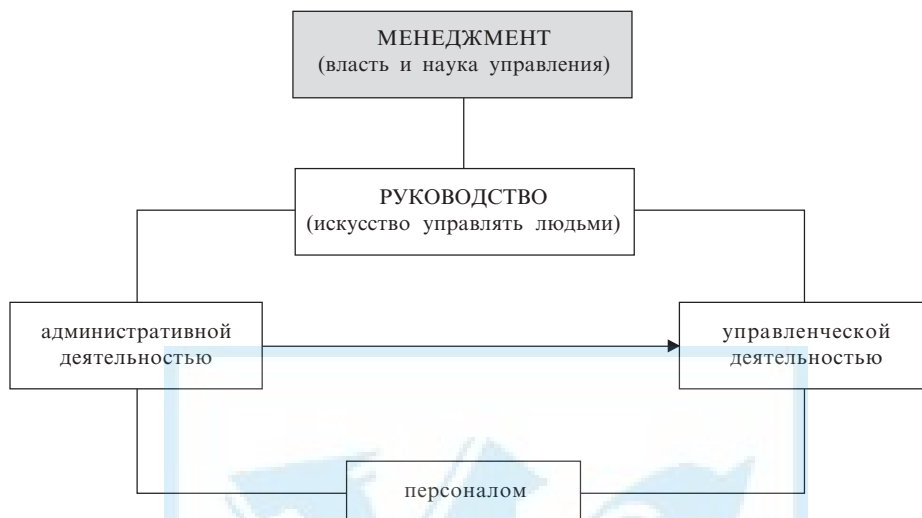 МЕНЕДЖМЕНТ
(власть и наука управления)
РУКОВОДСТВО
(искусство управлять людьми)
административной
деятельностью
управленческой
деятельностью
персоналом